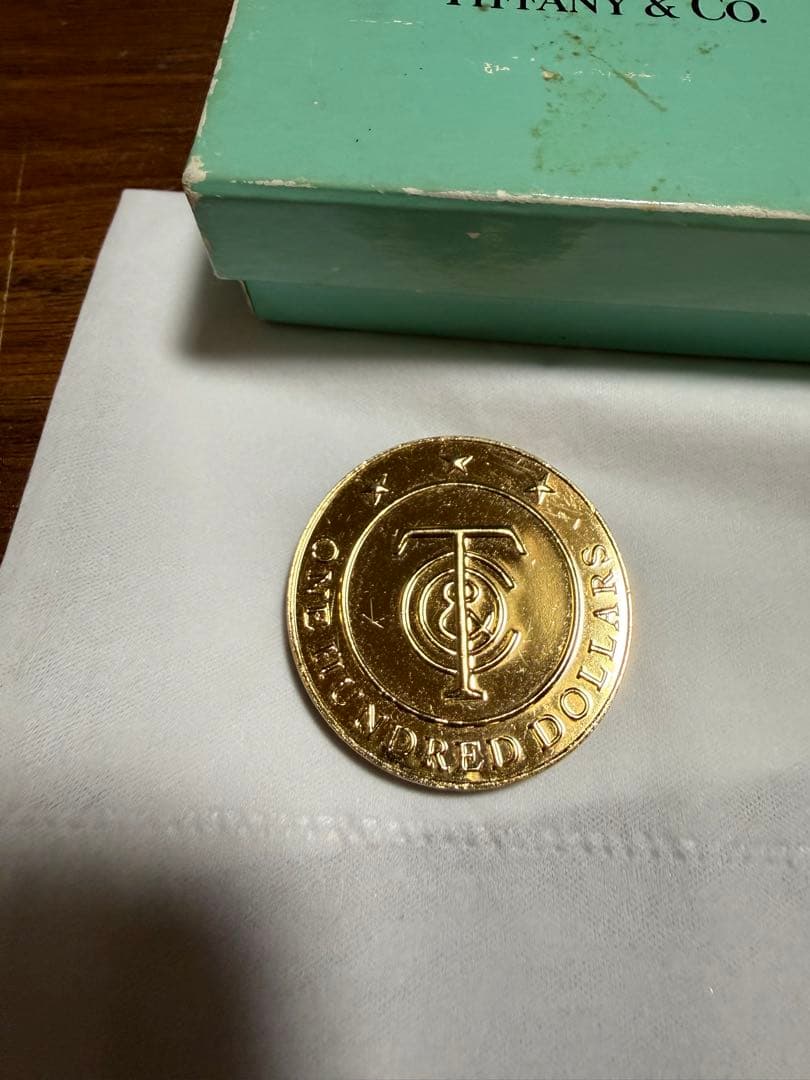 TIFFANY & CO.
T & CO
ONE HUNDRED DOLLARS